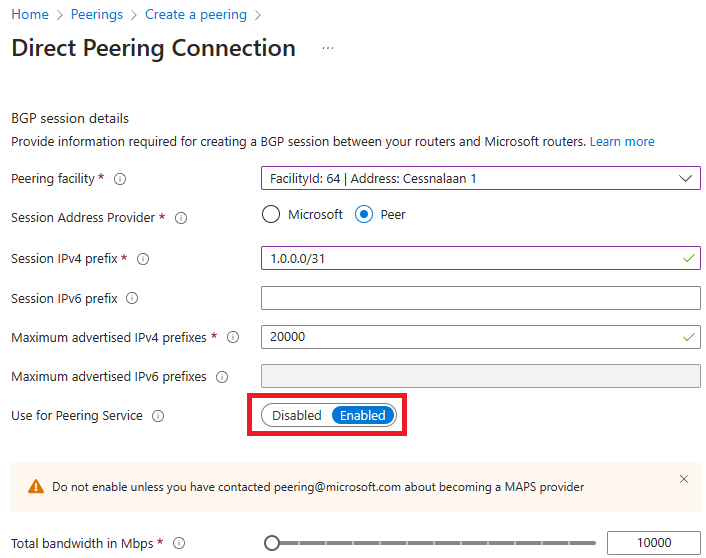 Home > Peerings > Create a peering >
Direct Peering Connection ...
BGP session details
Provide information required for creating a BGP session between your routers and Microsoft routers. Learn more
Peering facility * FacilityId: 64 | Address: Cessnalaan 1
Session Address Provider * Microsoft Peer
Session IPv4 prefix * 1.0.0.0/31
Session IPv6 prefix
Maximum advertised IPv4 prefixes * 20000
Maximum advertised IPv6 prefixes
Use for Peering Service Disabled Enabled
Do not enable unless you have contacted peering@microsoft.com about becoming a MAPS provider
Total bandwidth in Mbps * 10000